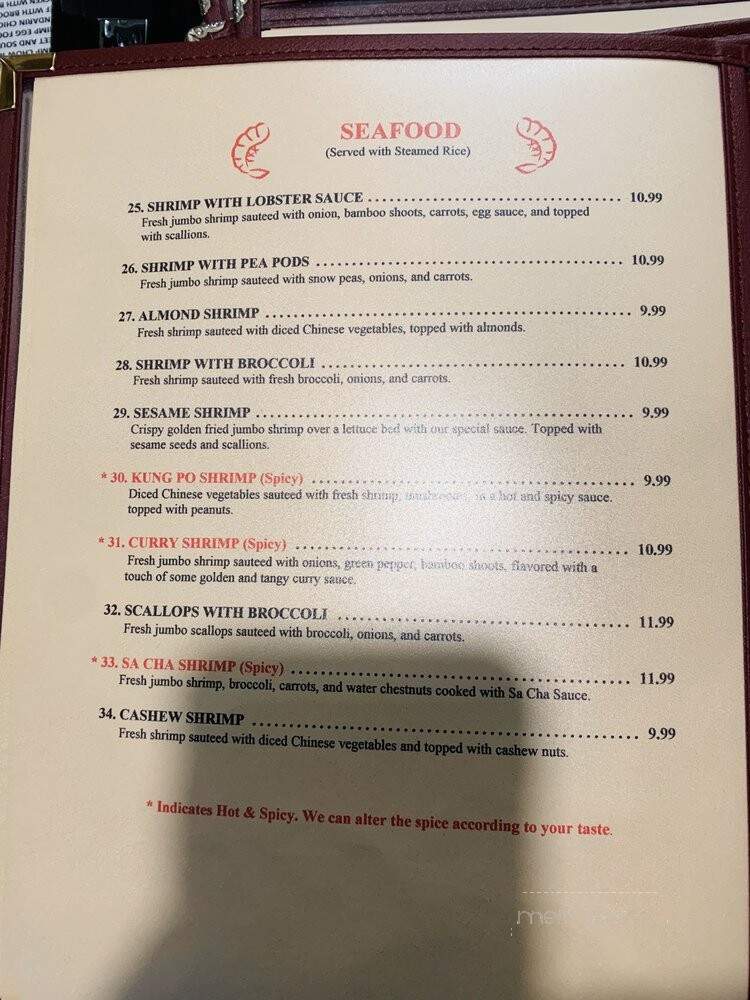 SEAFOOD
(Served with Steamed Rice)
25. SHRIMP WITH LOBSTER SAUCE ........ 10.99
Fresh jumbo shrimp sauteed with onion, bamboo shoots, carrots, egg sauce, and topped
with scallions.
26. SHRIMP WITH PEA PODS ........ 10.99
Fresh jumbo shrimp sauteed with snow peas, onions, and carrots.
27. ALMOND SHRIMP ........ 9.99
Fresh shrimp sauteed with diced Chinese vegetables, topped with almonds.
28. SHRIMP WITH BROCCOLI ........ 10.99
Fresh shrimp sauteed with fresh broccoli, onions, and carrots.
29. SESAME SHRIMP ........ 9.99
Crispy golden fried jumbo shrimp over a lettuce bed with our special sauce. Topped with
sesame seeds and scallions.
* 30. KUNG PO SHRIMP (Spicy) ........ 9.99
Diced Chinese vegetables sauteed with fresh shrimp, mushrooms, in a hot and spicy sauce.
topped with peanuts.
* 31. CURRY SHRIMP (Spicy) ........ 10.99
Fresh jumbo shrimp sauteed with onions, green pepper, bamboo shoots, flavored with a
touch of some golden and tangy curry sauce.
32. SCALLOPS WITH BROCCOLI ........ 11.99
Fresh jumbo scallops sauteed with broccoli, onions, and carrots.
* 33. SA CHA SHRIMP (Spicy) ........ 11.99
Fresh jumbo shrimp, broccoli, carrots, and water chestnuts cooked with Sa Cha Sauce.
34. CASHEW SHRIMP ........ 9.99
Fresh shrimp sauteed with diced Chinese vegetables and topped with cashew nuts.
* Indicates Hot & Spicy. We can alter the spice according to your taste.